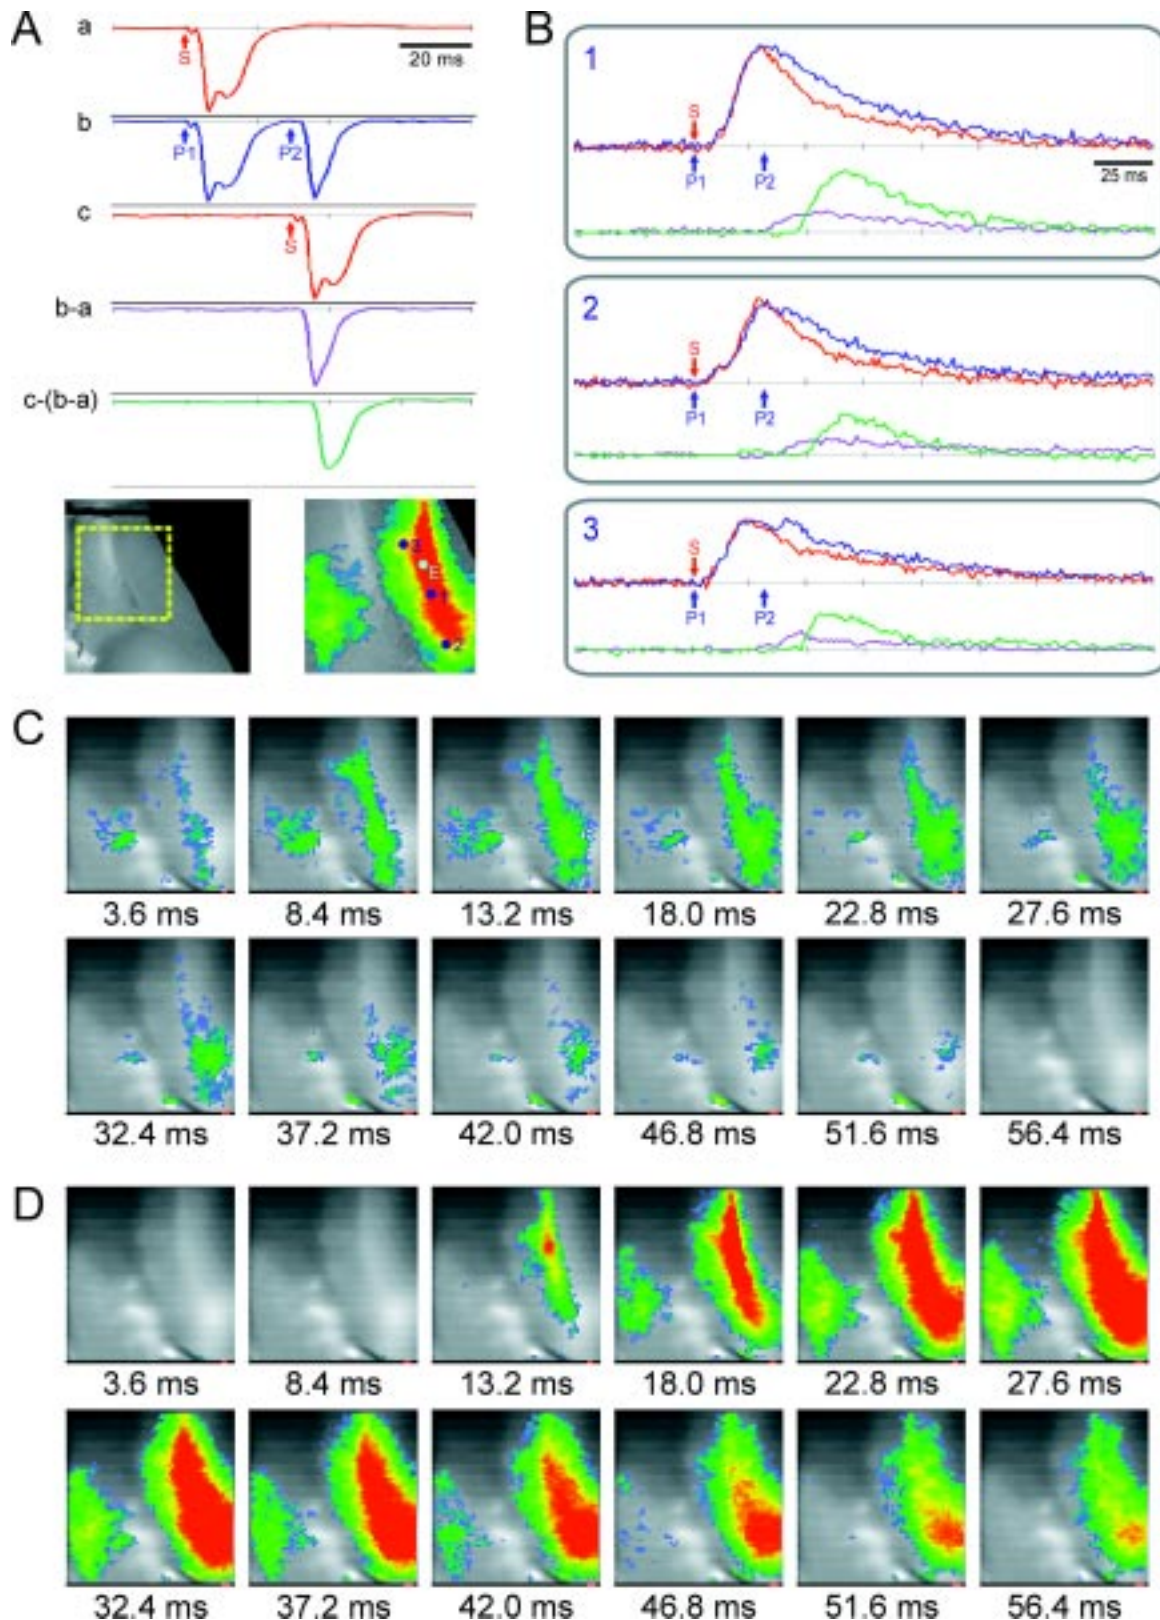 A
a
S
20 ms
b
P1
P2
c
S
b-a
c-(b-a)
3
E
1
2
B
1
S
P1
P2
25 ms
2
S
P1
P2
3
S
P1
P2
C
3.6 ms
8.4 ms
13.2 ms
18.0 ms
22.8 ms
27.6 ms
32.4 ms
37.2 ms
42.0 ms
46.8 ms
51.6 ms
56.4 ms
D
3.6 ms
8.4 ms
13.2 ms
18.0 ms
22.8 ms
27.6 ms
32.4 ms
37.2 ms
42.0 ms
46.8 ms
51.6 ms
56.4 ms